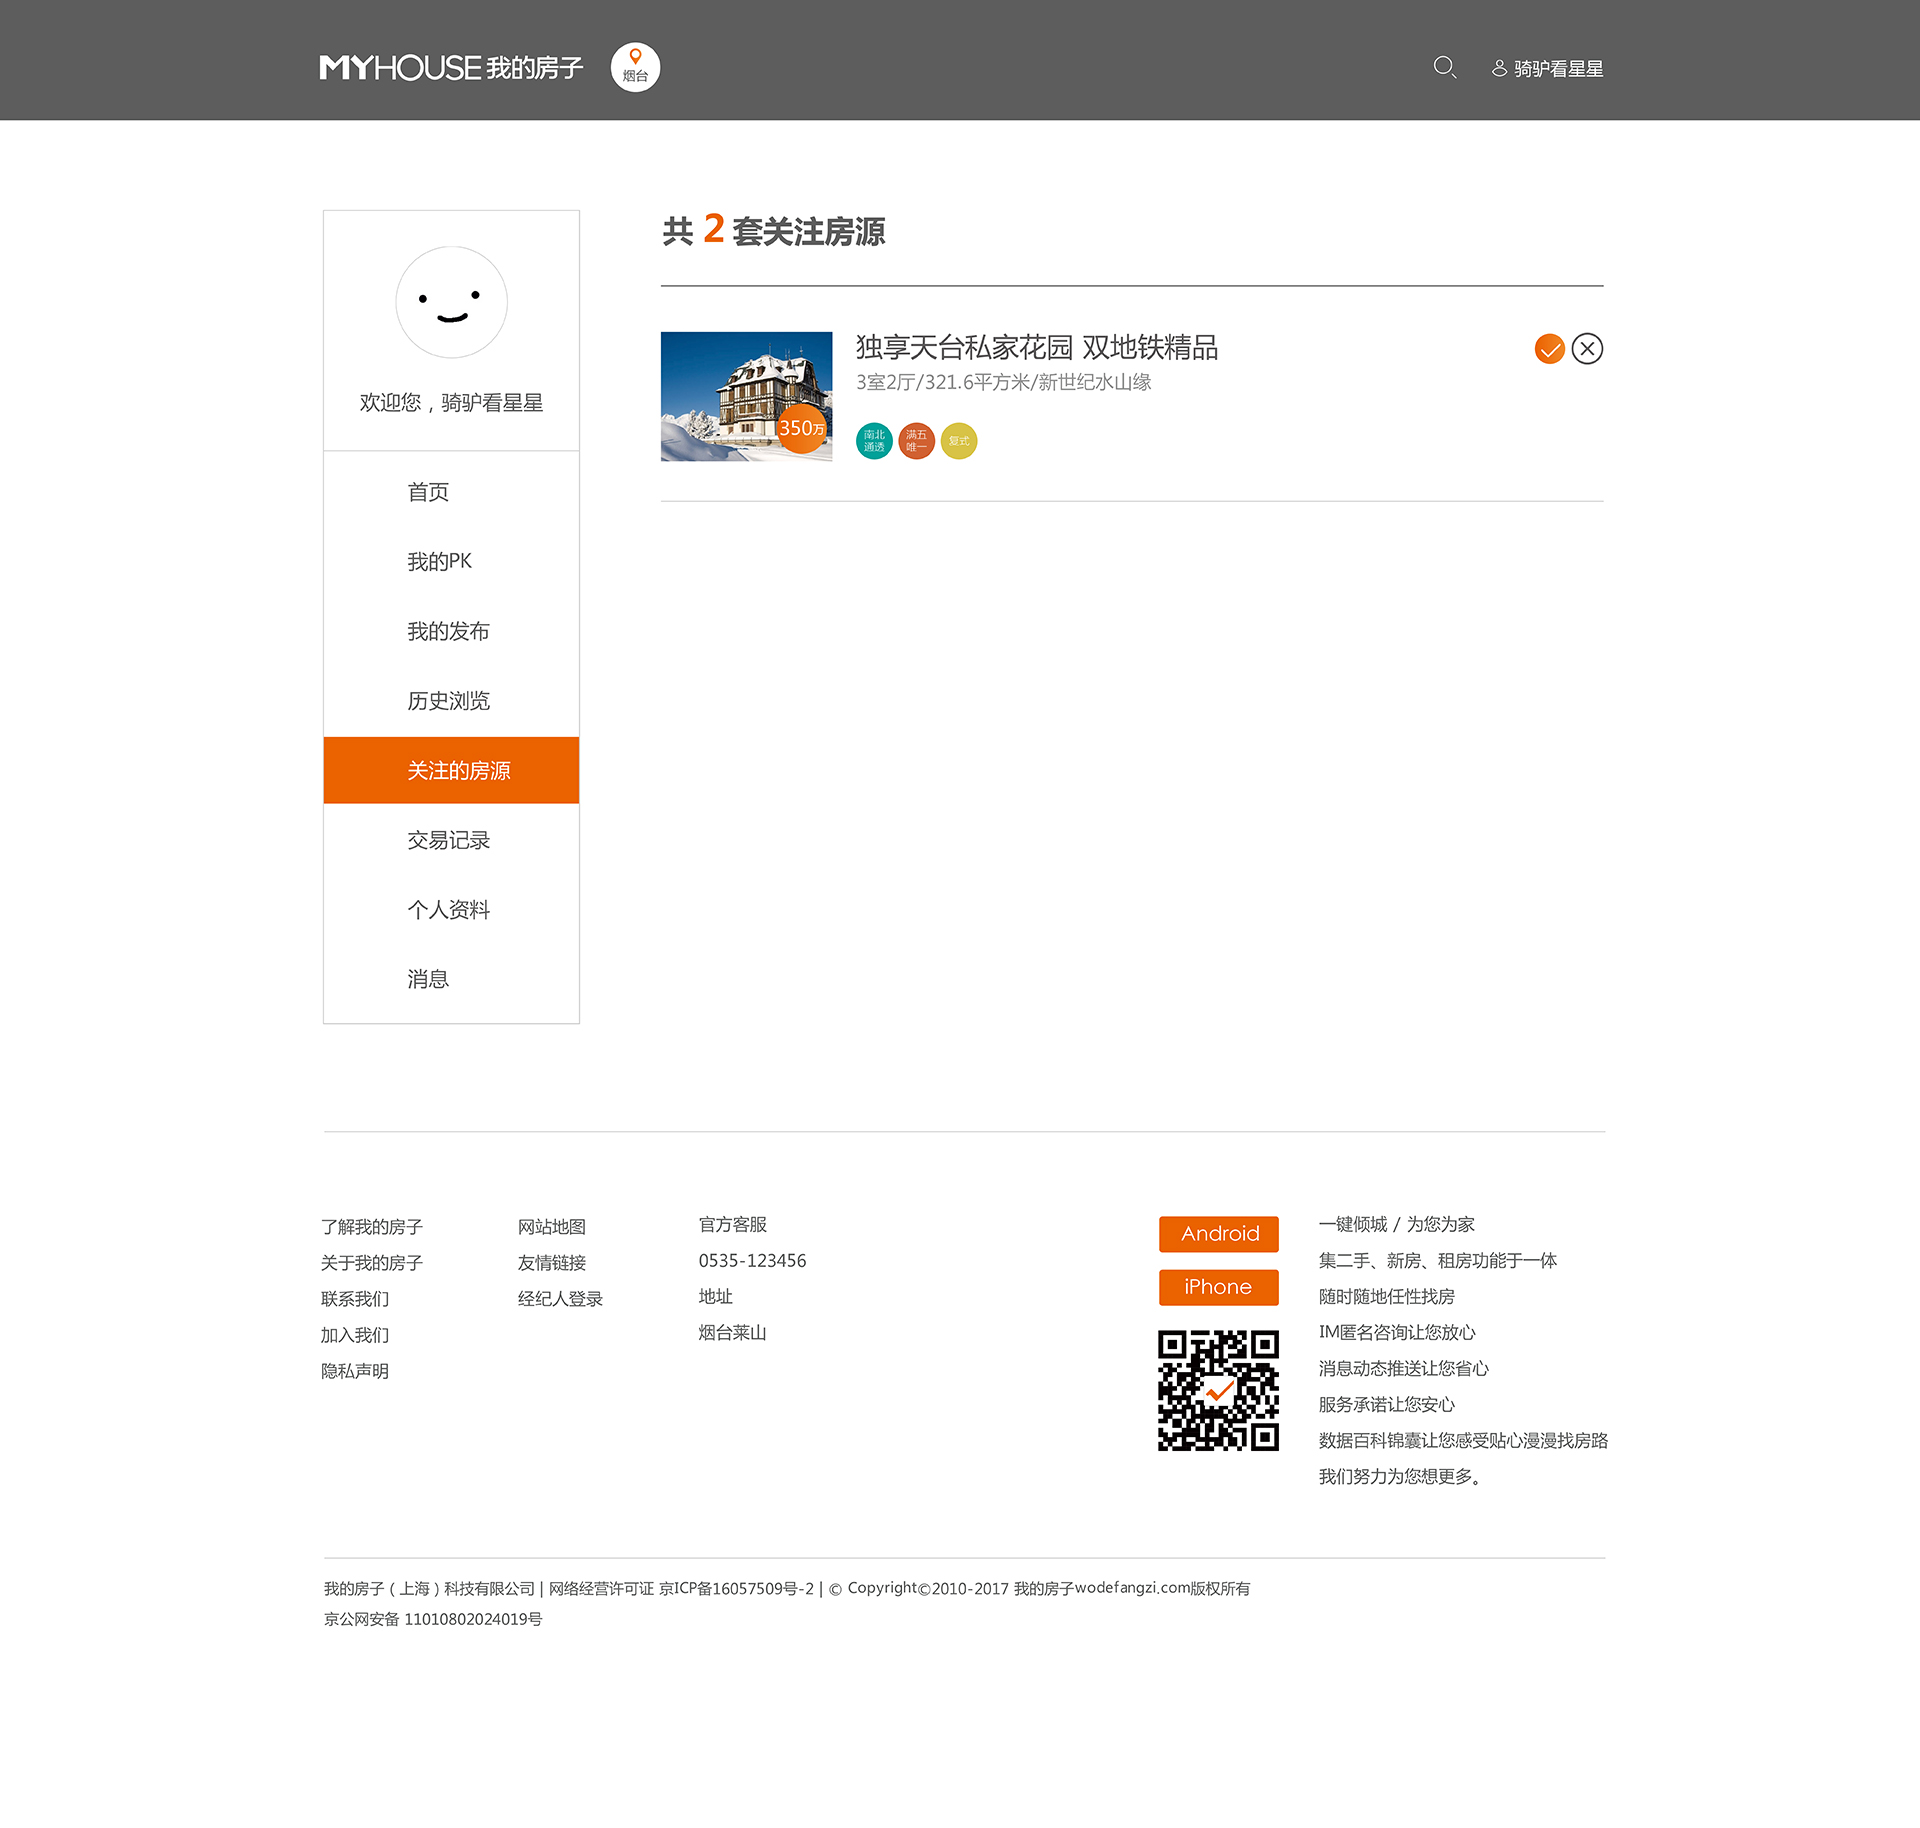 MYHOUSE 我的房子
烟台
骑驴看星星
共 2 套关注房源
欢迎您，骑驴看星星
首页
我的PK
我的发布
历史浏览
关注的房源
交易记录
个人资料
消息
350万
独享天台私家花园 双地铁精品
3室2厅/321.6平方米/新世纪水山缘
南北
通透
满五
唯一
复式
了解我的房子
关于我的房子
联系我们
加入我们
隐私声明
网站地图
友情链接
经纪人登录
官方客服
0535-123456
地址
烟台莱山
Android
iPhone
一键倾城 / 为您为家
集二手、新房、租房功能于一体
随时随地任性找房
IM匿名咨询让您放心
消息动态推送让您省心
服务承诺让您安心
数据百科锦囊让您感受贴心漫漫找房路
我们努力为您想更多。
我的房子（上海）科技有限公司 | 网络经营许可证 京ICP备16057509号-2 | © Copyright©2010-2017 我的房子wodefangzi.com版权所有
京公网安备 11010802024019号